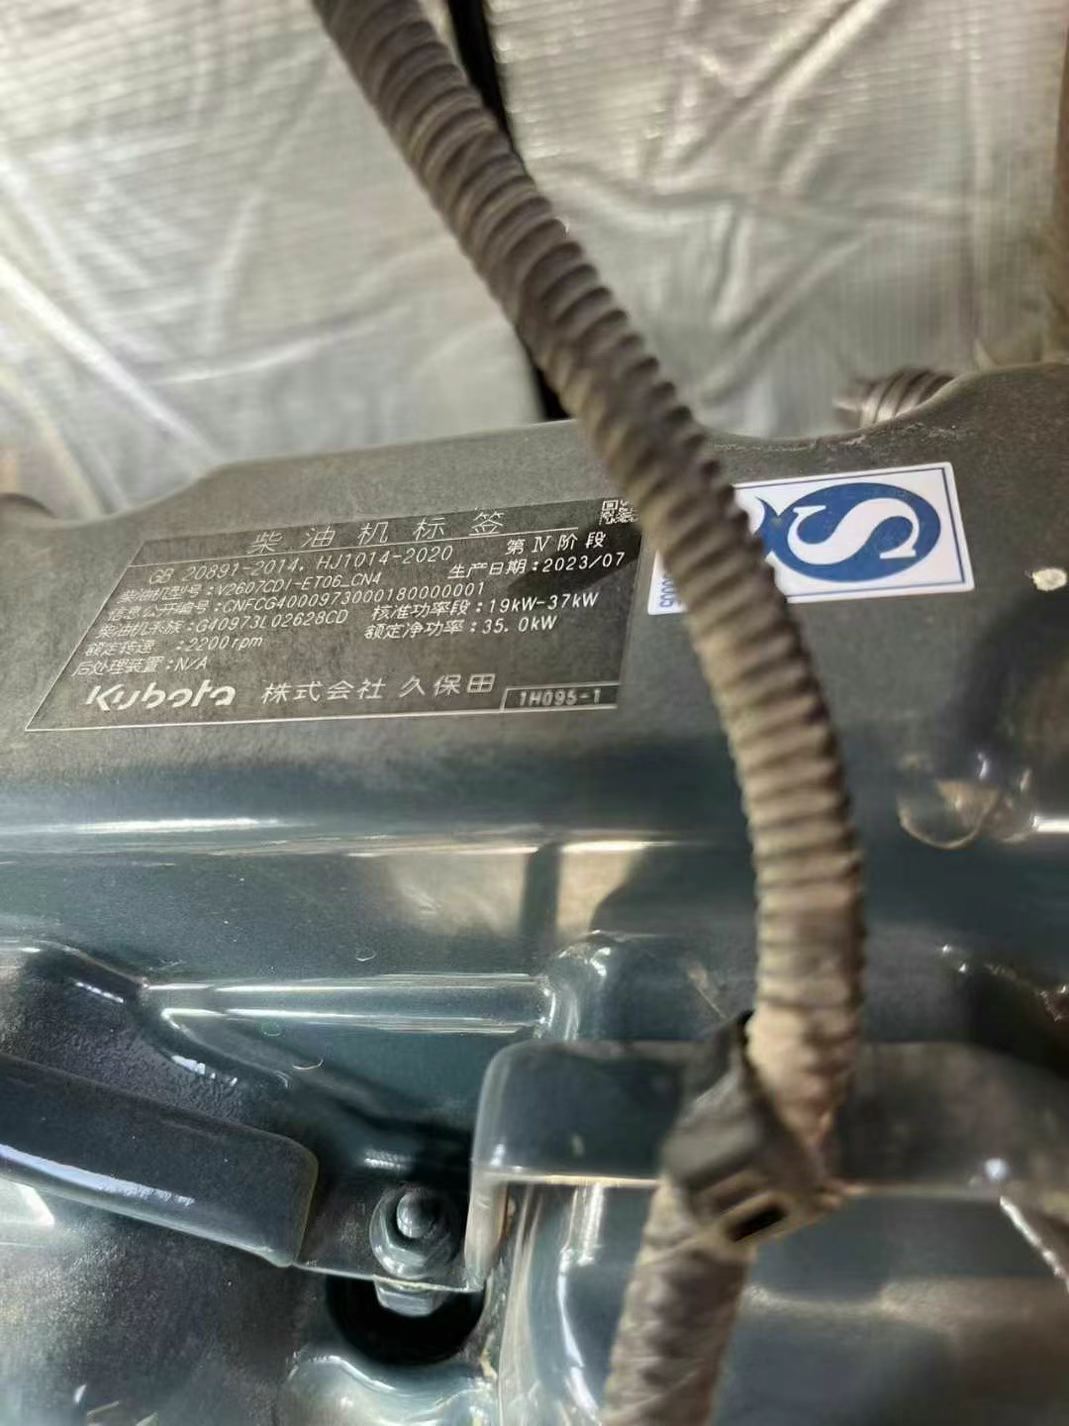 柴油机标签
GB 20891-2014, HJ1014-2020 第Ⅳ阶段
柴油机型号:V2607CDI-ET06_CN4 生产日期:2023/07
信息公开编号:CNFCG4000973000180000001
柴油机系族:G40973L02628CD 核准功率段:19kW-37kW
额定转速:2200rpm 额定净功率:35.0kW
后处理装置:N/A
Kubota 株式会社 久保田 1H095-1